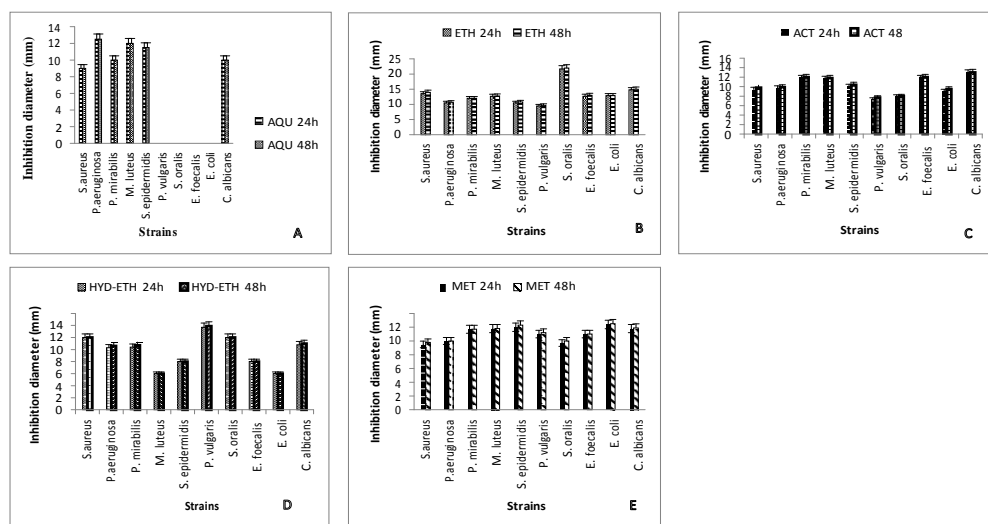 Inhibition diameter (mm)
14
12
10
8
6
4
2
0
AQU 24h
AQU 48h
S.aureus
P.aeruginosa
P. mirabilis
M. luteus
S. epidermidis
P. vulgaris
S. oralis
E. foecalis
E. coli
C. albicans
Strains
A
ETH 24h ETH 48h
Inhibition diameter (mm)
25
20
15
10
5
0
S.aureus
P.aeruginosa
P. mirabilis
M. luteus
S. epidermidis
P. vulgaris
S. oralis
E. foecalis
E. coli
C. albicans
Strains
B
ACT 24h ACT 48
Inhibition diameter (mm)
16
14
12
10
8
6
4
2
0
S.aureus
P.aeruginosa
P. mirabilis
M. luteus
S. epidermidis
P. vulgaris
S. oralis
E. foecalis
E. coli
C. albicans
Strains
C
HYD-ETH 24h HYD-ETH 48h
Inhibition diameter (mm)
14
12
10
8
6
4
2
0
S.aureus
P.aeruginosa
P. mirabilis
M. luteus
S. epidermidis
P. vulgaris
S. oralis
E. foecalis
E. coli
C. albicans
Strains
D
MET 24h MET 48h
Inhibition diameter (mm)
12
10
8
6
4
2
0
S.aureus
P.aeruginosa
P. mirabilis
M. luteus
S. epidermidis
P. vulgaris
S. oralis
E. foecalis
E. coli
C. albicans
Strains
E